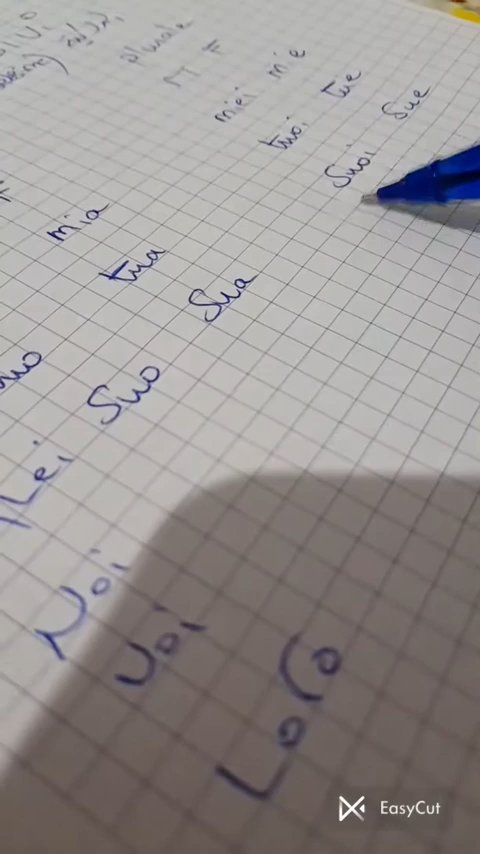 plurale
M F
mia miei mie
tua tuoi tue
Lei Suo Sua Suoi Sue
Noi
Voi
Loro
EasyCut